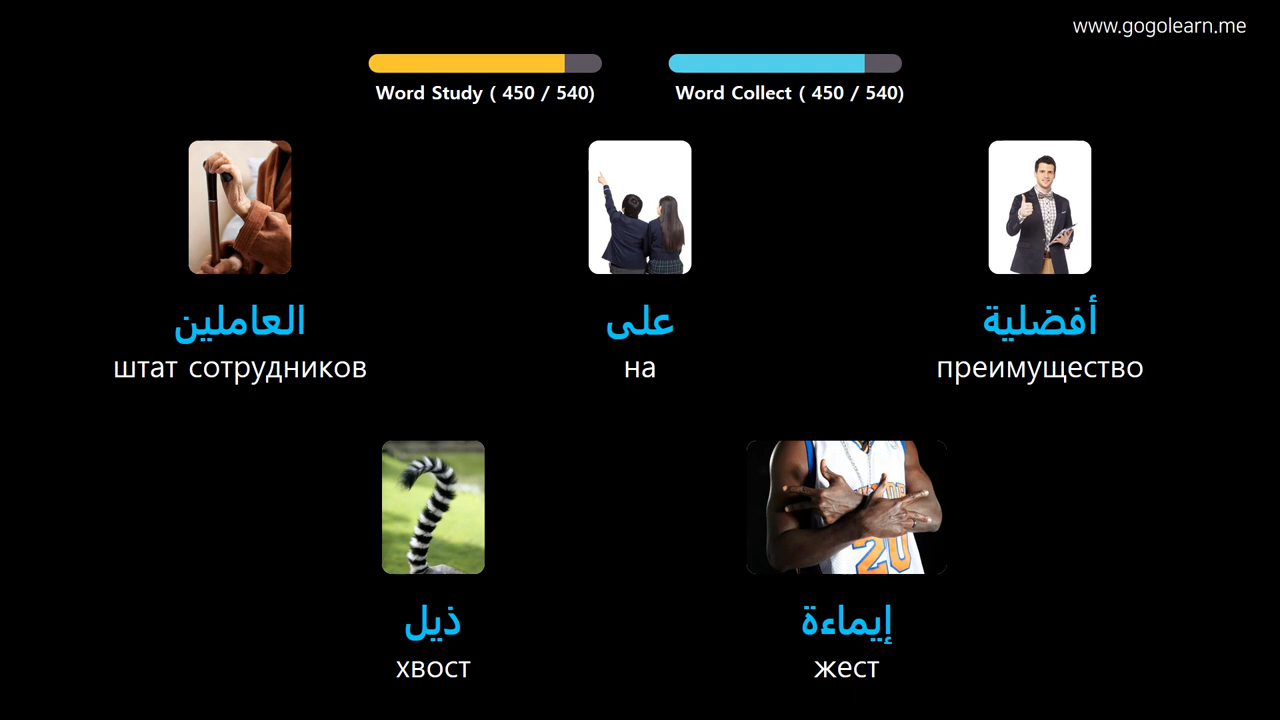 www.gogolearn.me
Word Study ( 450 / 540)
Word Collect ( 450 / 540)
العاملين
штат сотрудников
على
на
أفضلية
преимущество
20
ذيل
хвост
إيماءة
жест